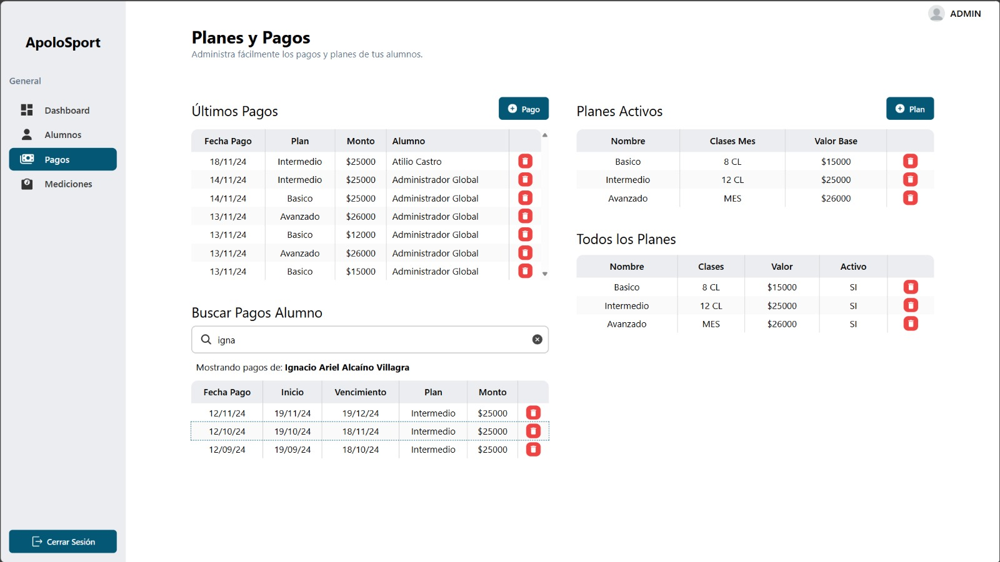 ADMIN
ApoloSport
General
Dashboard
Alumnos
Pagos
Mediciones
Cerrar Sesión
Planes y Pagos
Administra fácilmente los pagos y planes de tus alumnos.
Últimos Pagos
Pago
Fecha Pago Plan Monto Alumno
18/11/24 Intermedio $25000 Atilio Castro
14/11/24 Intermedio $25000 Administrador Global
14/11/24 Basico $25000 Administrador Global
13/11/24 Avanzado $26000 Administrador Global
13/11/24 Basico $12000 Administrador Global
13/11/24 Avanzado $26000 Administrador Global
13/11/24 Basico $15000 Administrador Global
Buscar Pagos Alumno
igna
Mostrando pagos de: Ignacio Ariel Alcaíno Villagra
Fecha Pago Inicio Vencimiento Plan Monto
12/11/24 19/11/24 19/12/24 Intermedio $25000
12/10/24 19/10/24 18/11/24 Intermedio $25000
12/09/24 19/09/24 18/10/24 Intermedio $25000
Planes Activos
Plan
Nombre Clases Mes Valor Base
Basico 8 CL $15000
Intermedio 12 CL $25000
Avanzado MES $26000
Todos los Planes
Nombre Clases Valor Activo
Basico 8 CL $15000 SI
Intermedio 12 CL $25000 SI
Avanzado MES $26000 SI